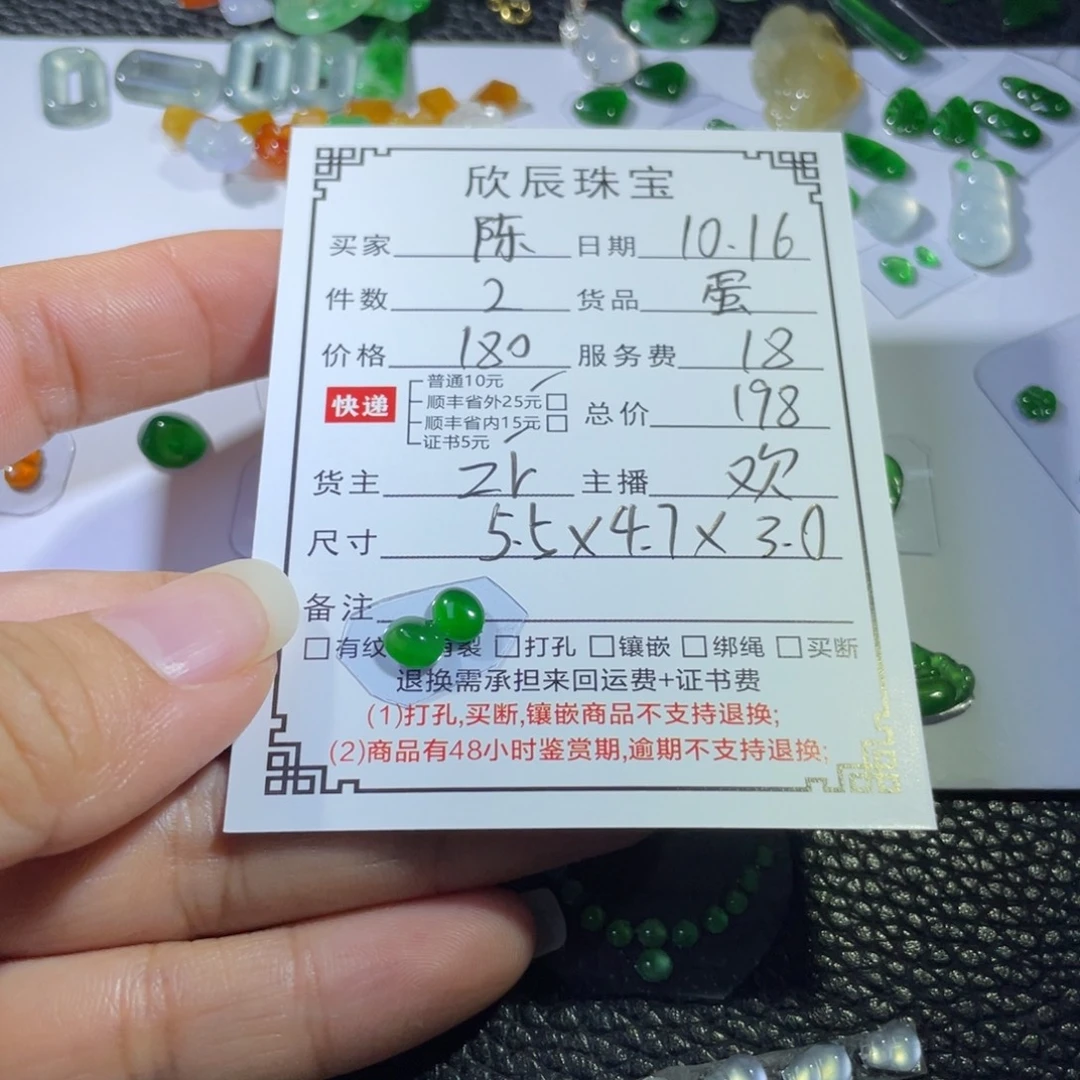 欣辰珠宝
买家 陈 日期 10.16
件数 2 货品 蛋
价格 180 服务费 18
快递 普通10元
顺丰省外25元□ 总价 198
顺丰省内15元□
证书5元
货主 Zr 主播 欢
尺寸 5.5×4.7×3.0
备注
□有纹 裂 □打孔 □镶嵌 □绑绳 □买断
退换需承担来回运费+证书费
(1)打孔,买断,镶嵌商品不支持退换;
(2)商品有48小时鉴赏期,逾期不支持退换;